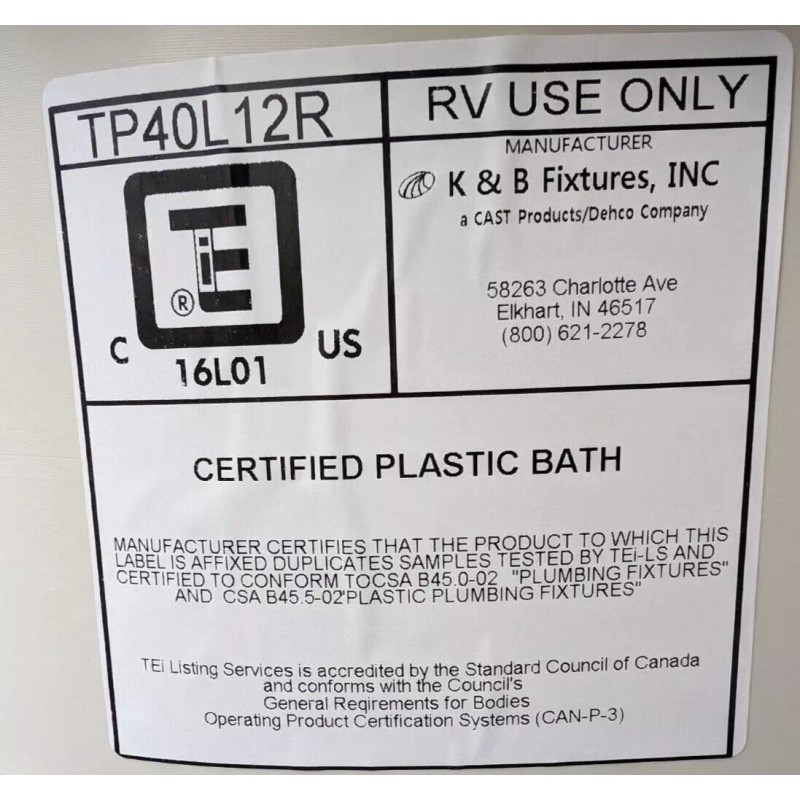 TP40L12R
RV USE ONLY
TEi
®
C US
16L01
MANUFACTURER
K & B Fixtures, INC
a CAST Products/Dehco Company
58263 Charlotte Ave
Elkhart, IN 46517
(800) 621-2278
CERTIFIED PLASTIC BATH
MANUFACTURER CERTIFIES THAT THE PRODUCT TO WHICH THIS
LABEL IS AFFIXED DUPLICATES SAMPLES TESTED BY TEi-LS AND
CERTIFIED TO CONFORM TOCSA B45.0-02 "PLUMBING FIXTURES"
AND CSA B45.5-02"PLASTIC PLUMBING FIXTURES"
TEi Listing Services is accredited by the Standard Council of Canada
and conforms with the Council's
General Reqirements for Bodies
Operating Product Certification Systems (CAN-P-3)